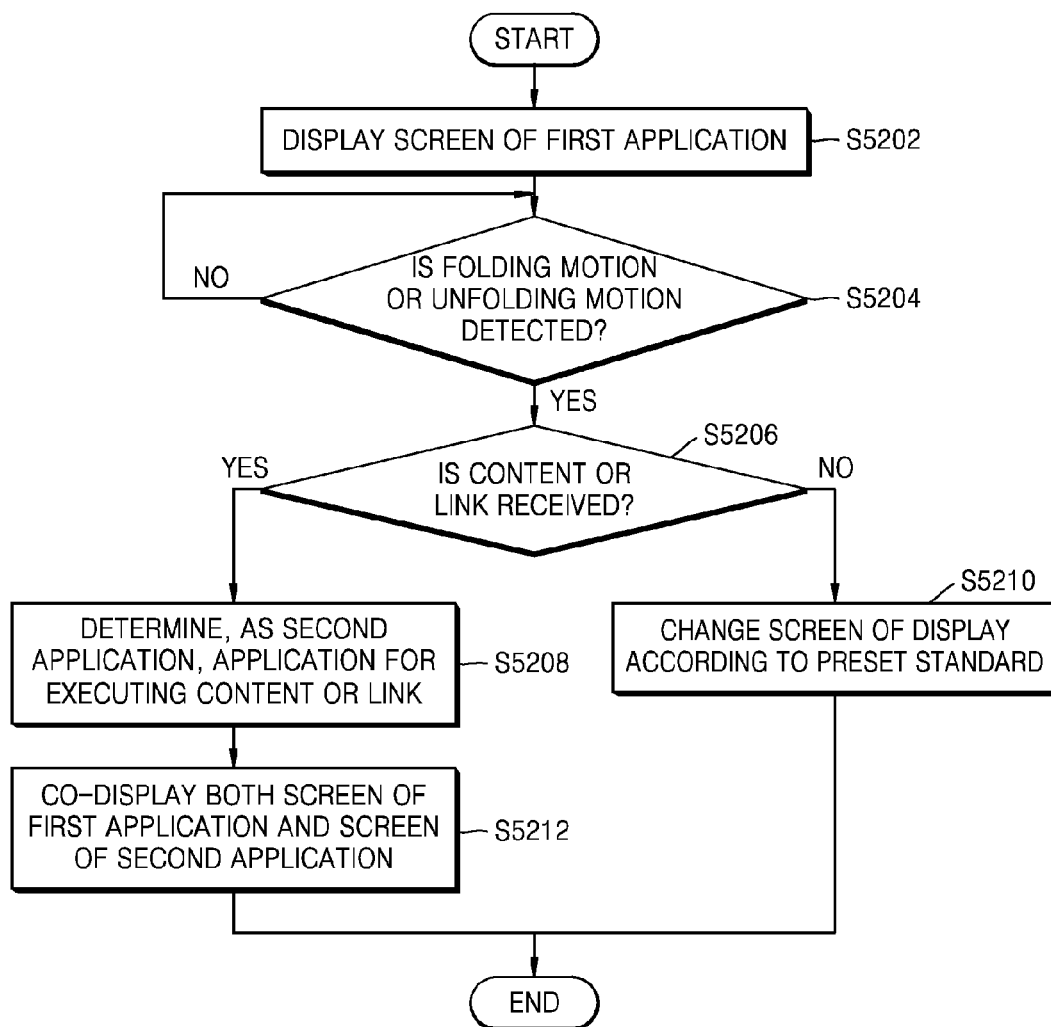 START
DISPLAY SCREEN OF FIRST APPLICATION
S5202
IS FOLDING MOTION
OR UNFOLDING MOTION
DETECTED?
NO
S5204
YES
S5206
IS CONTENT OR
LINK RECEIVED?
YES
NO
S5210
DETERMINE, AS SECOND
APPLICATION, APPLICATION FOR
EXECUTING CONTENT OR LINK
S5208
CHANGE SCREEN OF DISPLAY
ACCORDING TO PRESET STANDARD
CO-DISPLAY BOTH SCREEN OF
FIRST APPLICATION AND SCREEN
OF SECOND APPLICATION
S5212
END